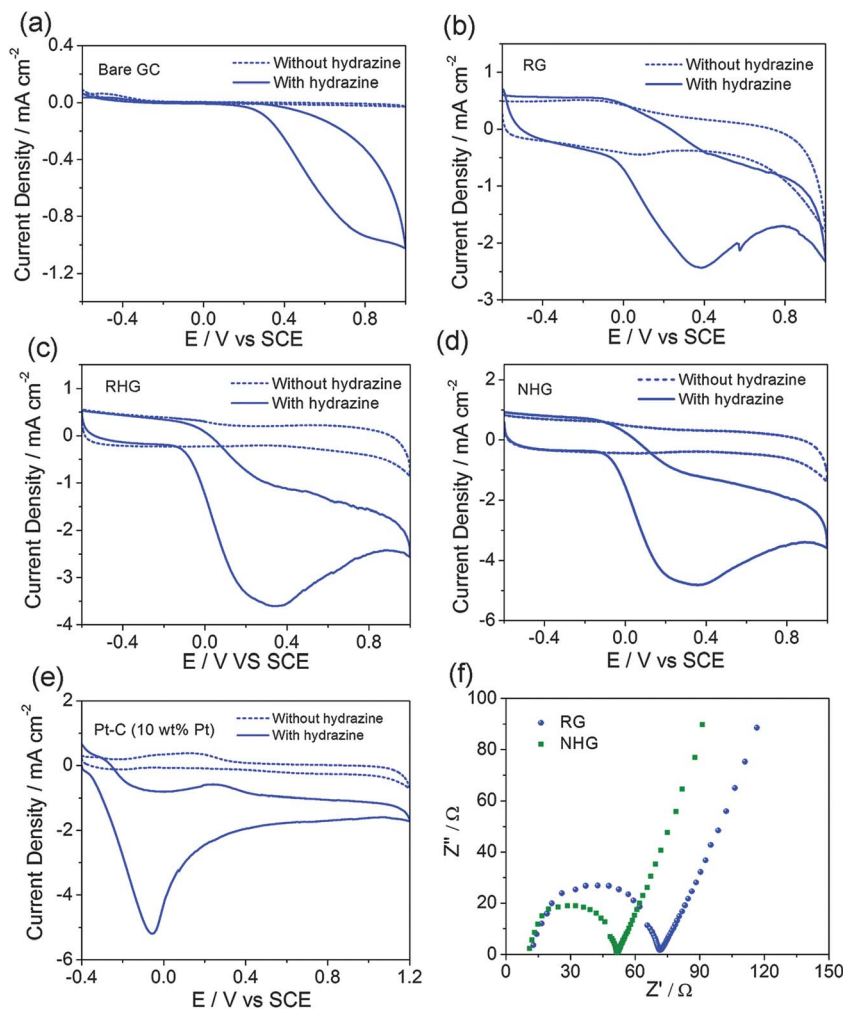 (a)
0.4
0.0
-0.4
-0.8
-1.2
Current Density / mA cm⁻²
Bare GC
Without hydrazine
With hydrazine
-0.4 0.0 0.4 0.8
E / V vs SCE
(b)
1
0
-1
-2
-3
Current Density / mA cm⁻²
RG
Without hydrazine
With hydrazine
-0.4 0.0 0.4 0.8
E / V vs SCE
(c)
1
0
-1
-2
-3
-4
Current Density / mA cm⁻²
RHG
Without hydrazine
With hydrazine
-0.4 0.0 0.4 0.8
E / V VS SCE
(d)
2
0
-2
-4
-6
Current Density / mA cm⁻²
NHG
Without hydrazine
With hydrazine
-0.4 0.0 0.4 0.8
E / V vs SCE
(e)
2
0
-2
-4
-6
Current Density / mA cm⁻²
Pt-C (10 wt% Pt)
Without hydrazine
With hydrazine
-0.4 0.0 0.4 0.8 1.2
E / V vs SCE
(f)
100
80
60
40
20
0
Z'' / Ω
RG
NHG
0 30 60 90 120 150
Z' / Ω